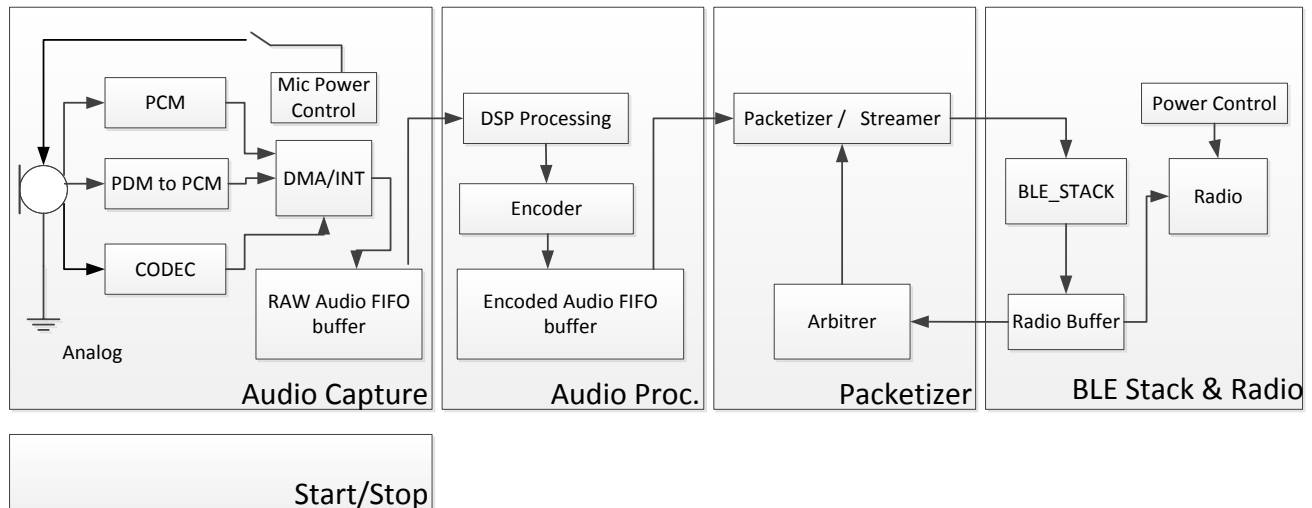 Mic Power
Control
PCM
PDM to PCM
DMA/INT
CODEC
RAW Audio FIFO
buffer
Analog
Audio Capture
DSP Processing
Encoder
Encoded Audio FIFO
buffer
Audio Proc.
Packetizer / Streamer
Arbitrer
Packetizer
Power Control
BLE_STACK
Radio
Radio Buffer
BLE Stack & Radio
Start/Stop